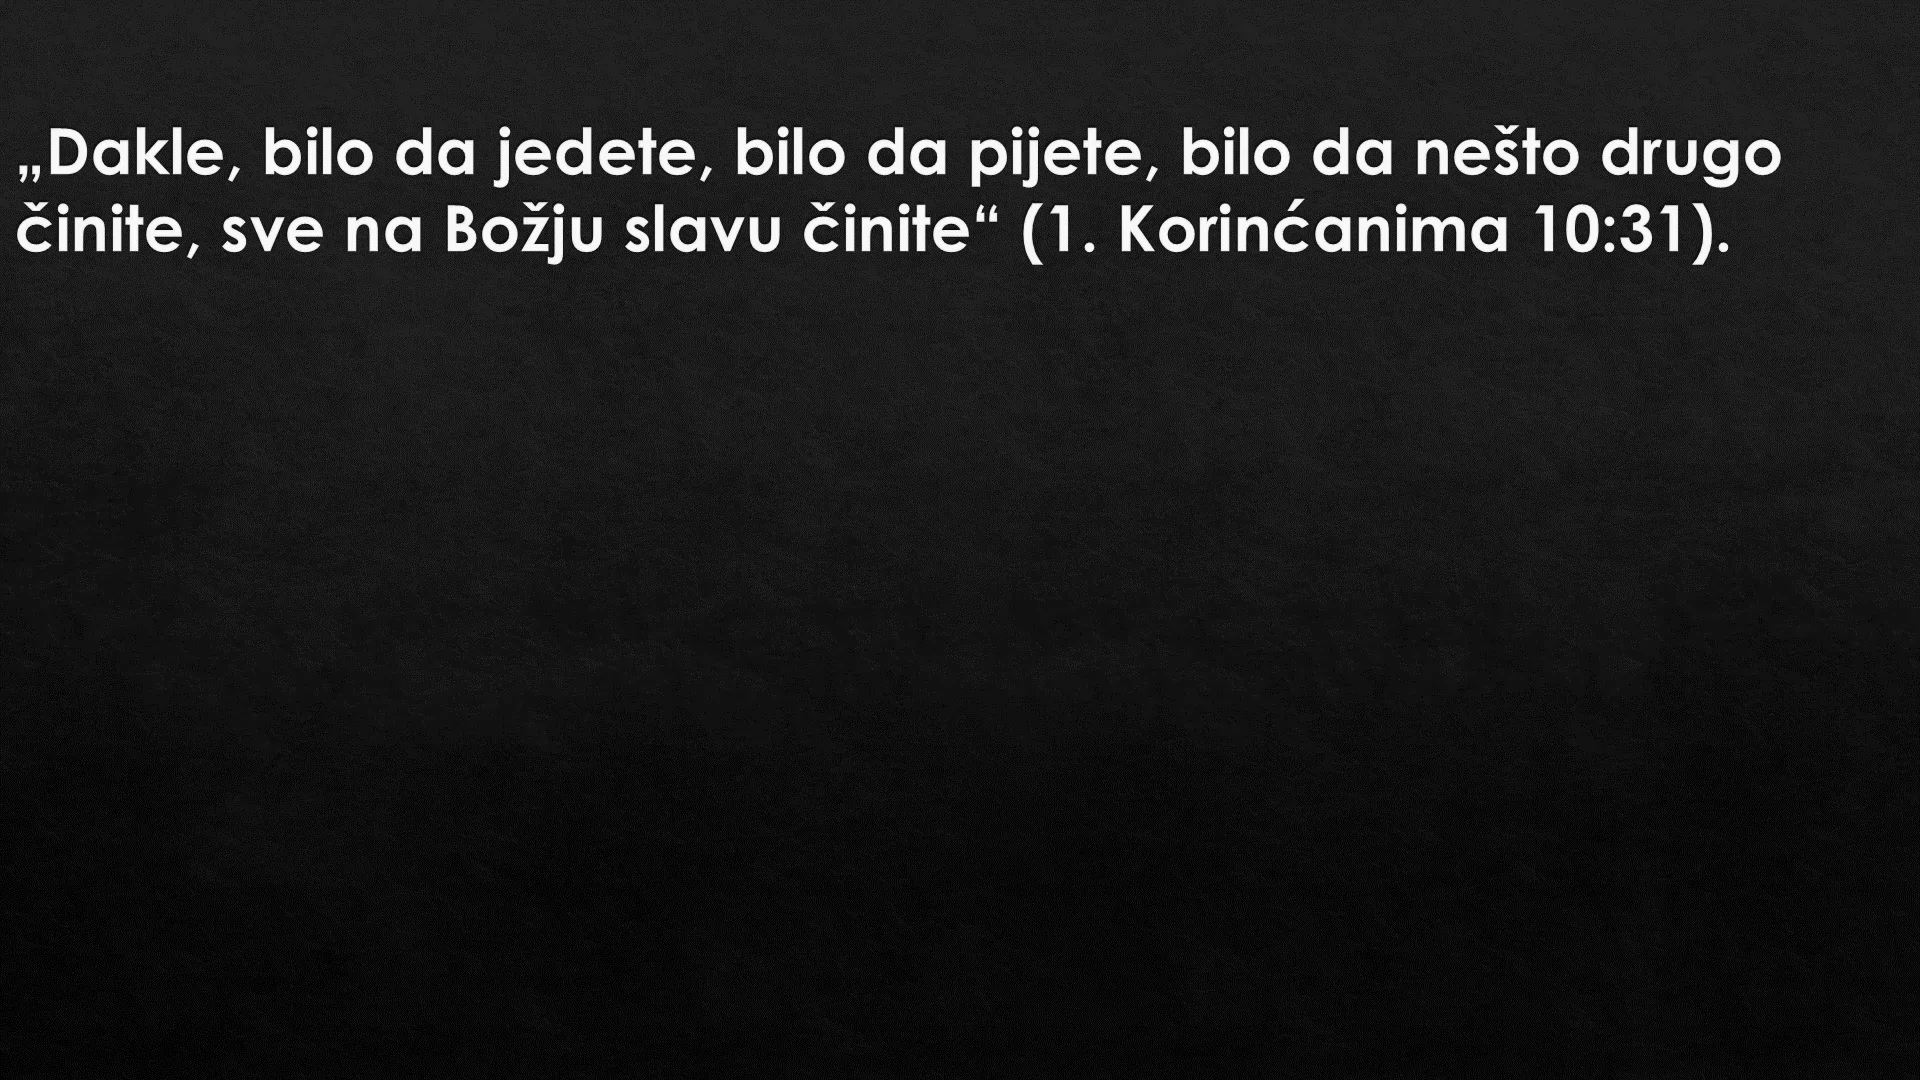 „Dakle, bilo da jedete, bilo da pijete, bilo da nešto drugo
činite, sve na Božju slavu činite“ (1. Korinćanima 10:31).